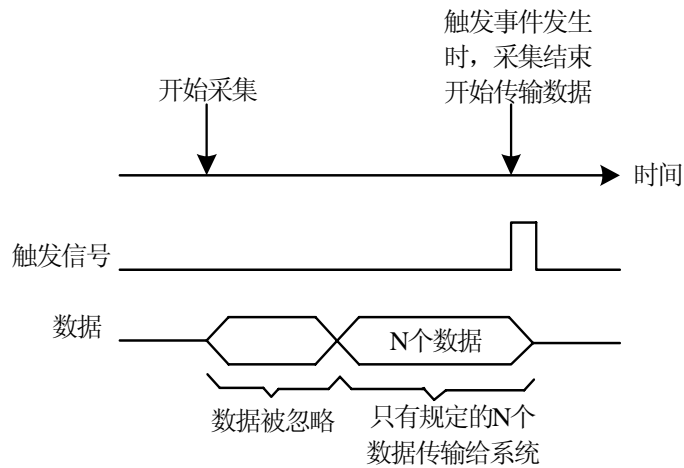 触发事件发生
时，采集结束
开始传输数据
开始采集
时间
触发信号
数据
N个数据
数据被忽略
只有规定的N个
数据传输给系统